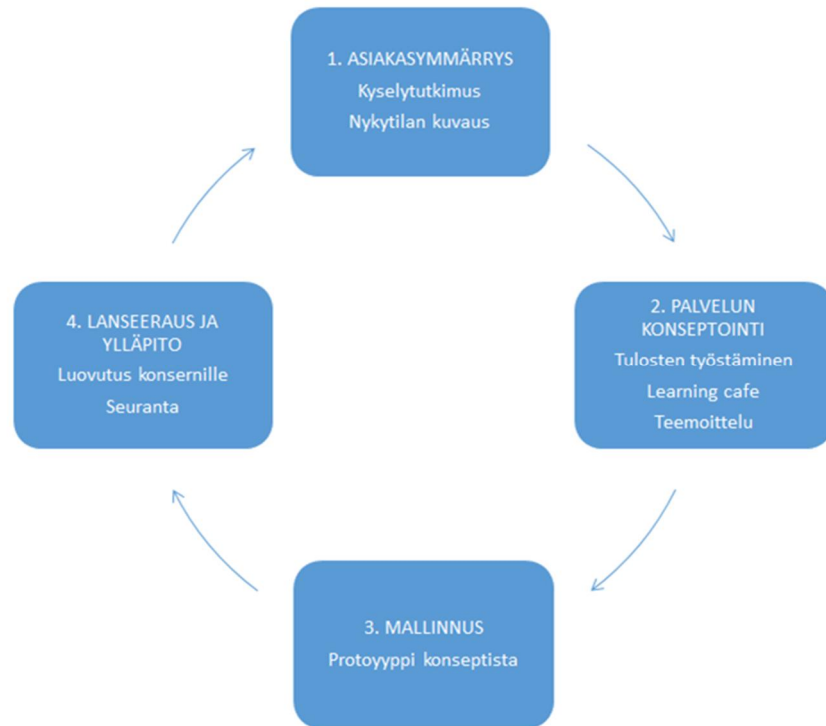 1. ASIAKASYMMÄRRYS
Kyselytutkimus
Nykytilan kuvaus
2. PALVELUN
KONSEPTOINTI
Tulosten työstäminen
Learning cafe
Teemoittelu
3. MALLINNUS
Protoyyppi konseptista
4. LANSEERAUS JA
YLLÄPITO
Luovutus konsernille
Seuranta